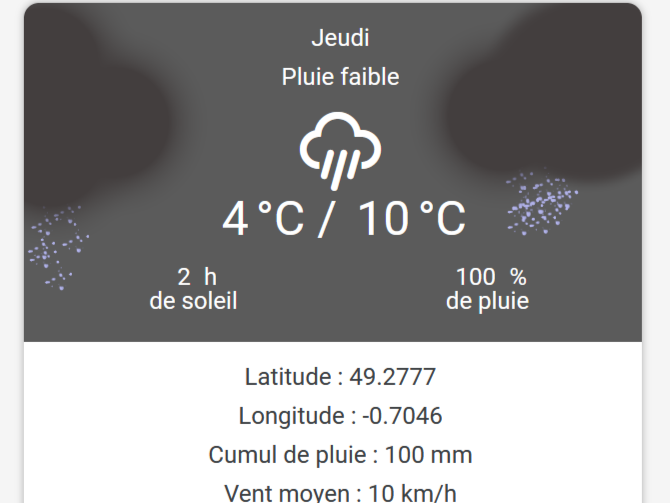 Jeudi
Pluie faible
4 °C / 10 °C
2 h
de soleil
100 %
de pluie
Latitude : 49.2777
Longitude : -0.7046
Cumul de pluie : 100 mm
Vent moyen : 10 km/h